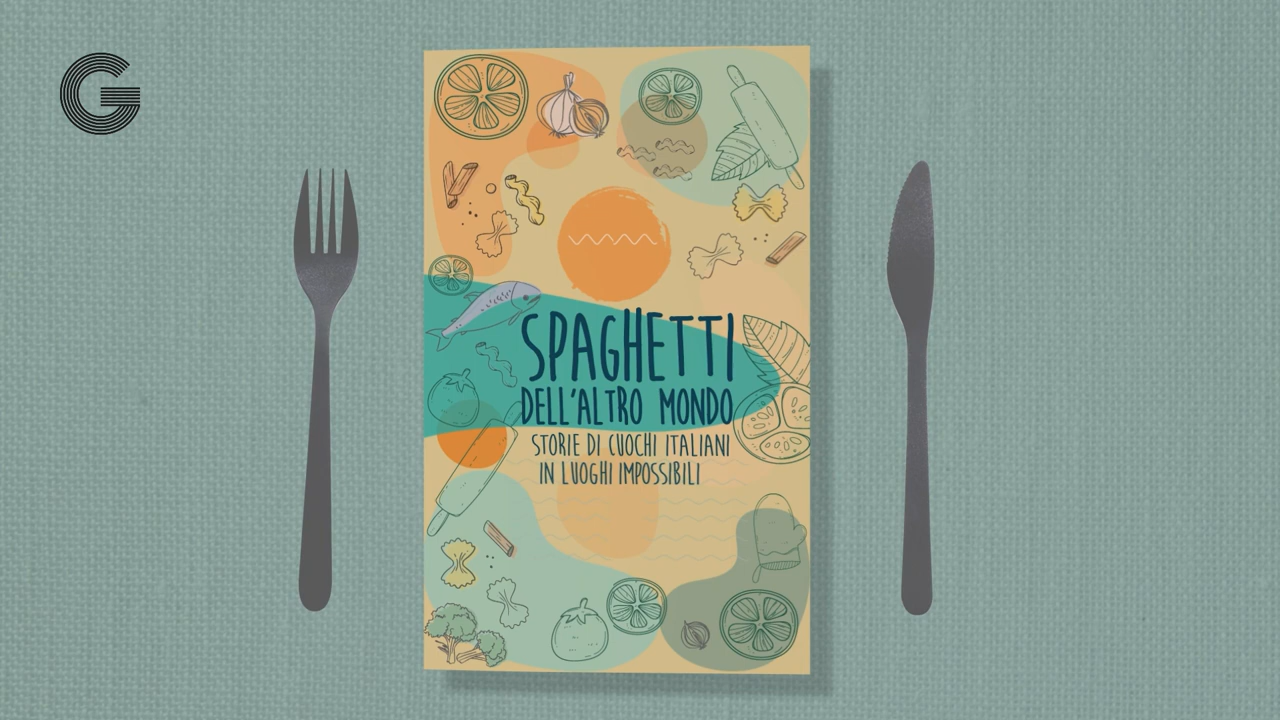 G
SPAGHETTI
DELL'ALTRO MONDO
STORIE DI CUOCHI ITALIANI
IN LUOGHI IMPOSSIBILI